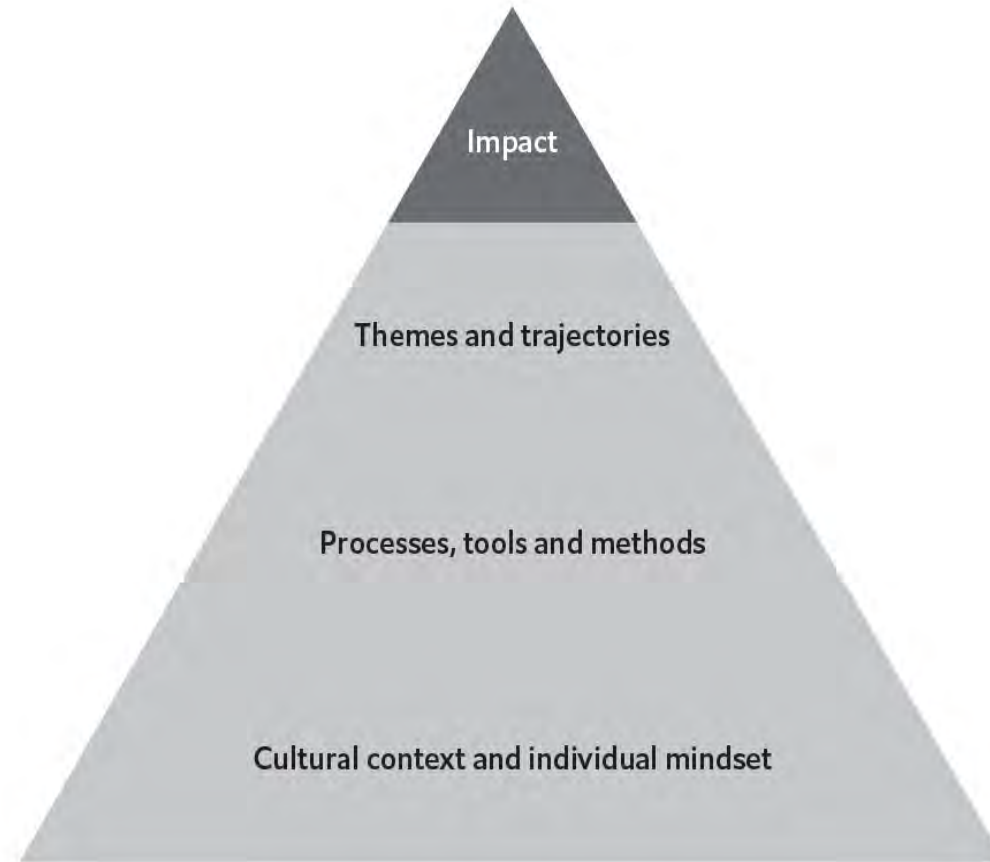 Impact
Themes and trajectories
Processes, tools and methods
Cultural context and individual mindset